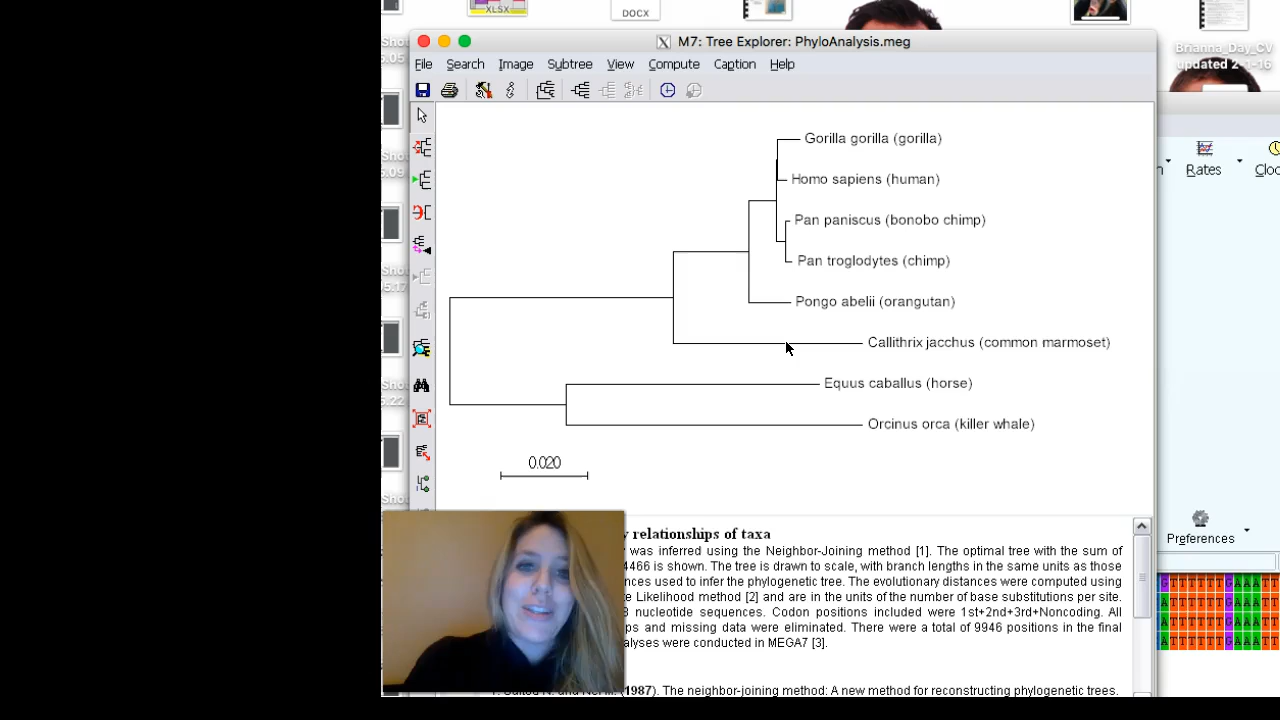 XLSX
DOCX
Brianna_Day_CV
updated 2-1-16
M7: Tree Explorer: PhyloAnalysis.meg
File Search Image Subtree View Compute Caption Help
Gorilla gorilla (gorilla)
Homo sapiens (human)
Pan paniscus (bonobo chimp)
Pan troglodytes (chimp)
Pongo abelii (orangutan)
Callithrix jacchus (common marmoset)
Equus caballus (horse)
Orcinus orca (killer whale)
0.020
Rates
Preferences
relationships of taxa
was inferred using the Neighbor-Joining method [1]. The optimal tree with the sum of
4466 is shown. The tree is drawn to scale, with branch lengths in the same units as those
used to infer the phylogenetic tree. The evolutionary distances were computed using
Likelihood method [2] and are in the units of the number of base substitutions per site.
nucleotide sequences. Codon positions included were 1st+2nd+3rd+Noncoding. All
and missing data were eliminated. There were a total of 9946 positions in the final
were conducted in MEGA7 [3].
(1987). The neighbor-joining method: A new method for reconstructing phylogenetic trees.
GTTTTTTGAAATT
ATTTTTTGAAATT
ATTTTTTGAAATT
ATTTTTTGAAATT